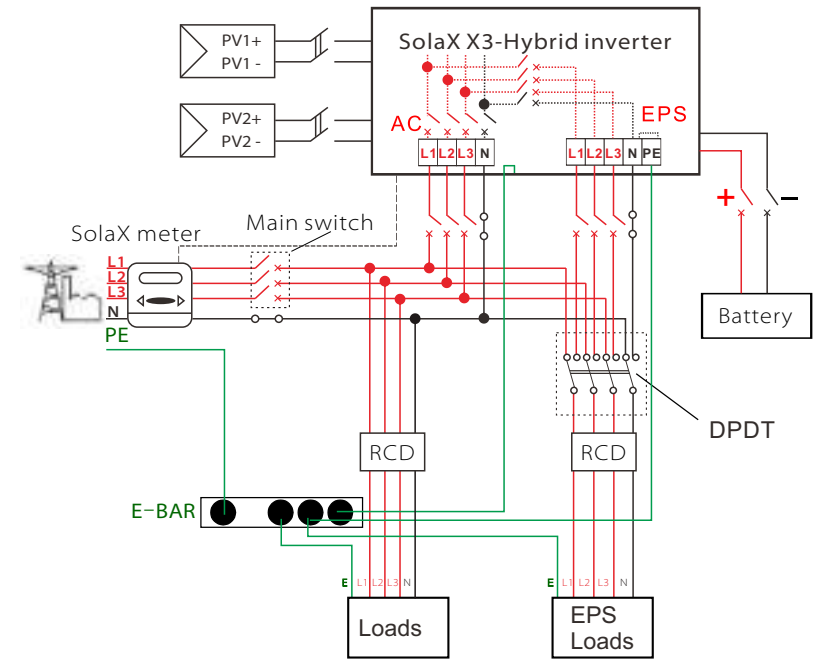 PV1+
PV1 -
SolaX X3-Hybrid inverter
PV2+
PV2 -
AC
EPS
L1 L2 L3 N
L1 L2 L3 N PE
+ −
SolaX meter
Main switch
L1
L2
L3
N
PE
Battery
DPDT
RCD
RCD
E-BAR
E L1 L2 L3 N
E L1 L2 L3 N
Loads
EPS
Loads